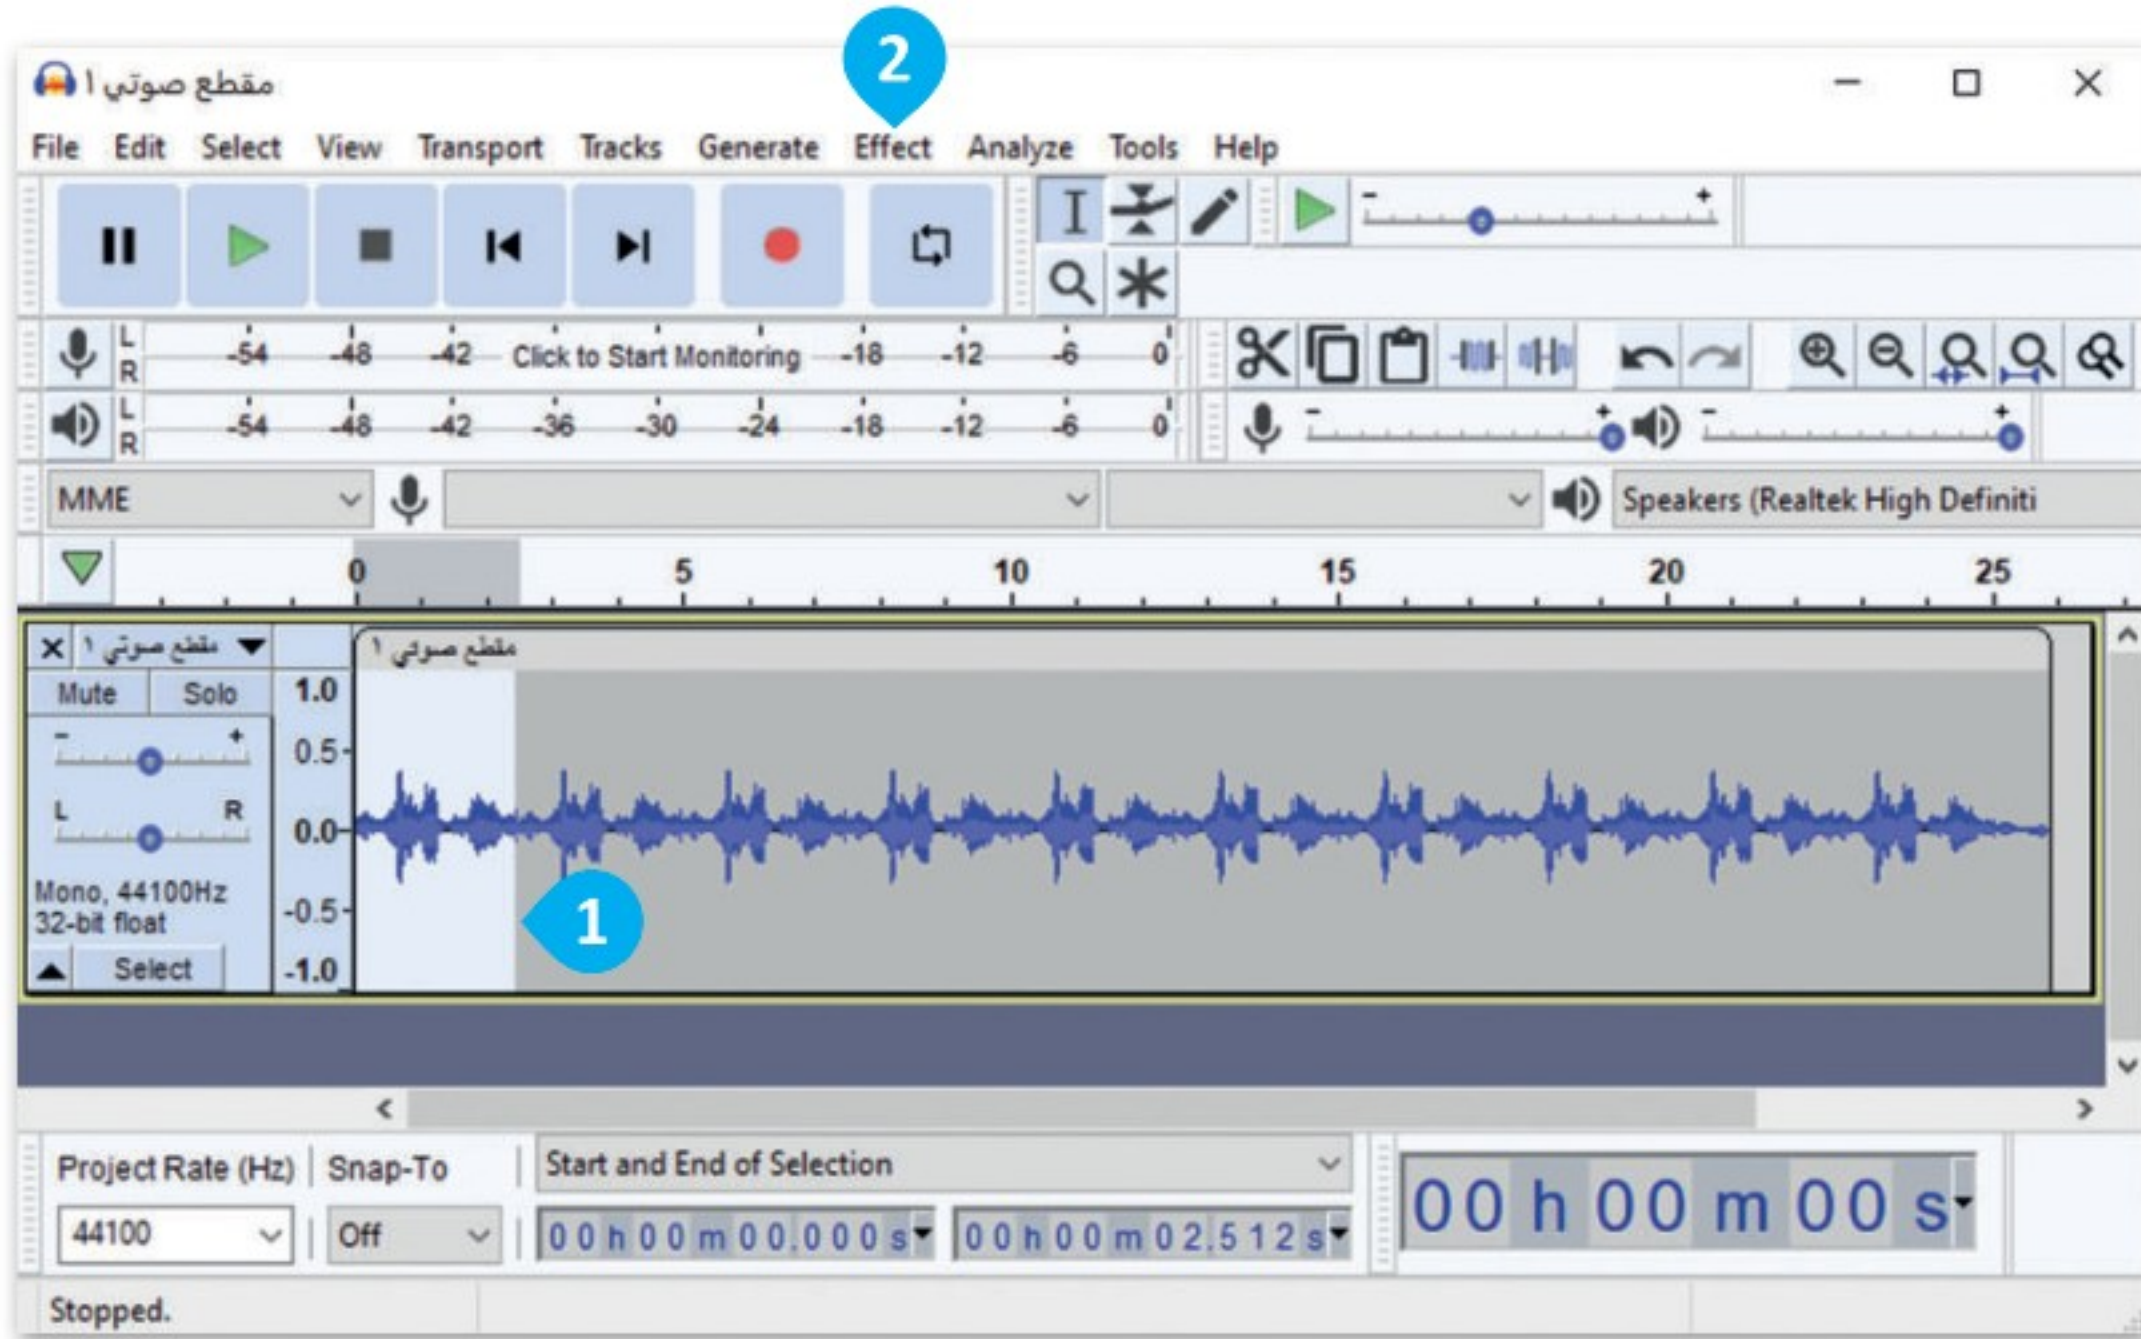 2
مقطع صوتي ١
File Edit Select View Transport Tracks Generate Effect Analyze Tools Help
L R -54 -48 -42 Click to Start Monitoring -18 -12 -6 0
L R -54 -48 -42 -36 -30 -24 -18 -12 -6 0
MME Speakers (Realtek High Definiti
0 5 10 15 20 25
مقطع صوتي ١
مقطع صوتي ١
Mute Solo
1.0
0.5
L R
0.0
Mono, 44100Hz
32-bit float
-0.5
1
Select
-1.0
Project Rate (Hz) Snap-To Start and End of Selection
44100 Off 00h00m00.000s 00h00m02.512s
00h00m00s
Stopped.